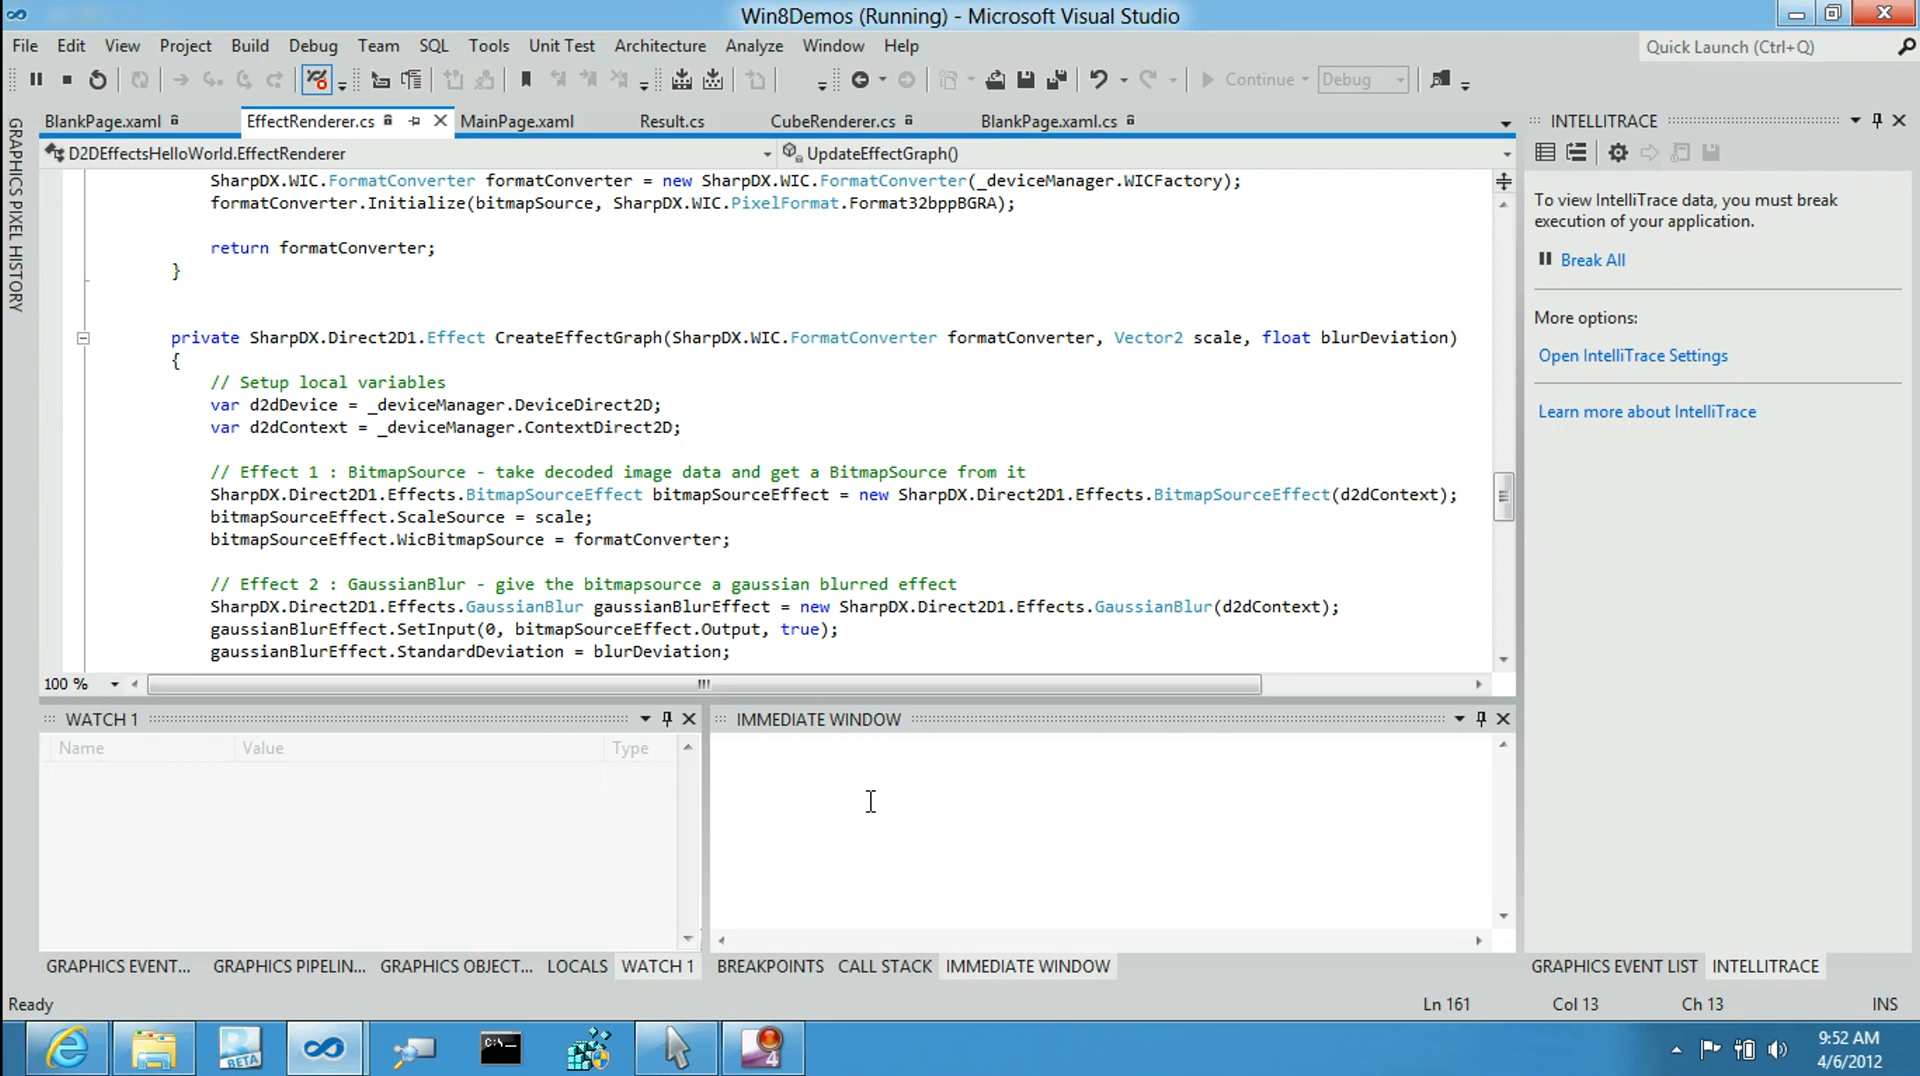 Win8Demos (Running) - Microsoft Visual Studio
File Edit View Project Build Debug Team SQL Tools Unit Test Architecture Analyze Window Help
Quick Launch (Ctrl+Q)
Continue Debug
BlankPage.xaml EffectRenderer.cs MainPage.xaml Result.cs CubeRenderer.cs BlankPage.xaml.cs
D2DEffectsHelloWorld.EffectRenderer UpdateEffectGraph()
SharpDX.WIC.FormatConverter formatConverter = new SharpDX.WIC.FormatConverter(_deviceManager.WICFactory);
formatConverter.Initialize(bitmapSource, SharpDX.WIC.PixelFormat.Format32bppBGRA);
return formatConverter;
}
private SharpDX.Direct2D1.Effect CreateEffectGraph(SharpDX.WIC.FormatConverter formatConverter, Vector2 scale, float blurDeviation)
{
// Setup local variables
var d2dDevice = _deviceManager.DeviceDirect2D;
var d2dContext = _deviceManager.ContextDirect2D;
// Effect 1 : BitmapSource - take decoded image data and get a BitmapSource from it
SharpDX.Direct2D1.Effects.BitmapSourceEffect bitmapSourceEffect = new SharpDX.Direct2D1.Effects.BitmapSourceEffect(d2dContext);
bitmapSourceEffect.ScaleSource = scale;
bitmapSourceEffect.WicBitmapSource = formatConverter;
// Effect 2 : GaussianBlur - give the bitmapsource a gaussian blurred effect
SharpDX.Direct2D1.Effects.GaussianBlur gaussianBlurEffect = new SharpDX.Direct2D1.Effects.GaussianBlur(d2dContext);
gaussianBlurEffect.SetInput(0, bitmapSourceEffect.Output, true);
gaussianBlurEffect.StandardDeviation = blurDeviation;
100 %
GRAPHICS PIXEL HISTORY
INTELLITRACE
To view IntelliTrace data, you must break
execution of your application.
Break All
More options:
Open IntelliTrace Settings
Learn more about IntelliTrace
WATCH 1
Name Value Type
IMMEDIATE WINDOW
GRAPHICS EVENT... GRAPHICS PIPELIN... GRAPHICS OBJECT... LOCALS WATCH 1
BREAKPOINTS CALL STACK IMMEDIATE WINDOW
GRAPHICS EVENT LIST INTELLITRACE
Ready Ln 161 Col 13 Ch 13 INS
BETA
C:\
4
9:52 AM
4/6/2012